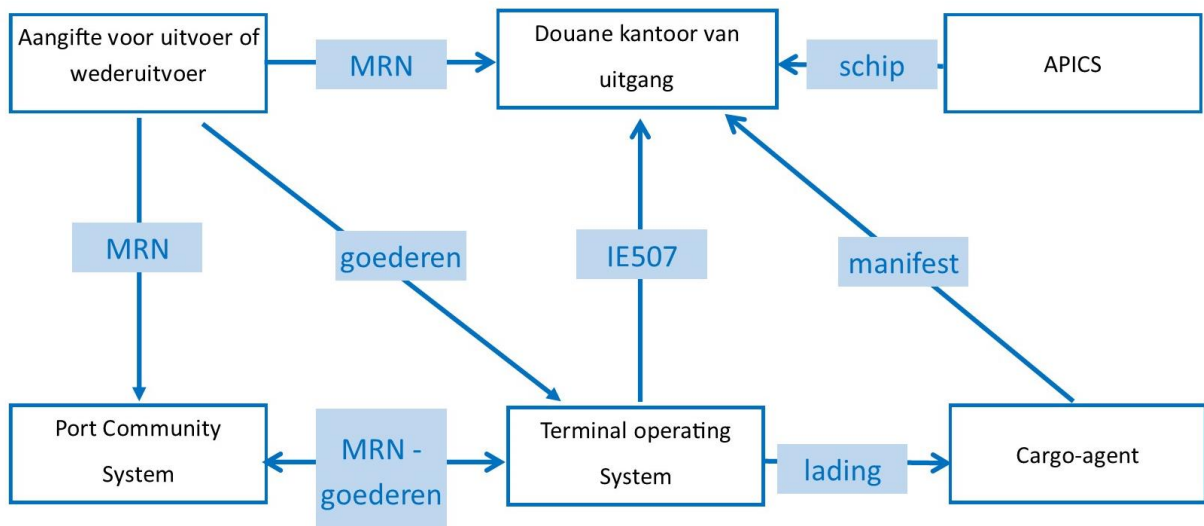 Aangifte voor uitvoer of
wederuitvoer
MRN
Douane kantoor van
uitgang
schip
APICS
MRN
goederen
IE507
manifest
Port Community
System
MRN -
goederen
Terminal operating
System
lading
Cargo-agent